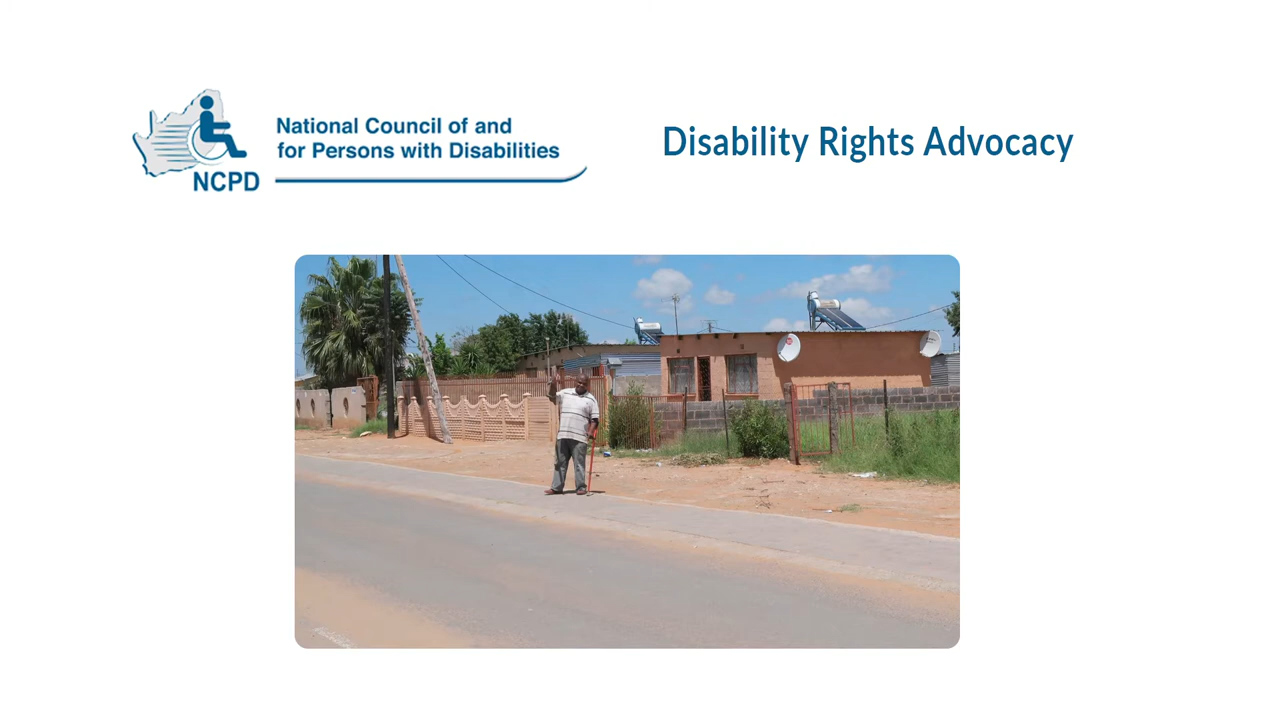 National Council of and
for Persons with Disabilities
NCPD
Disability Rights Advocacy